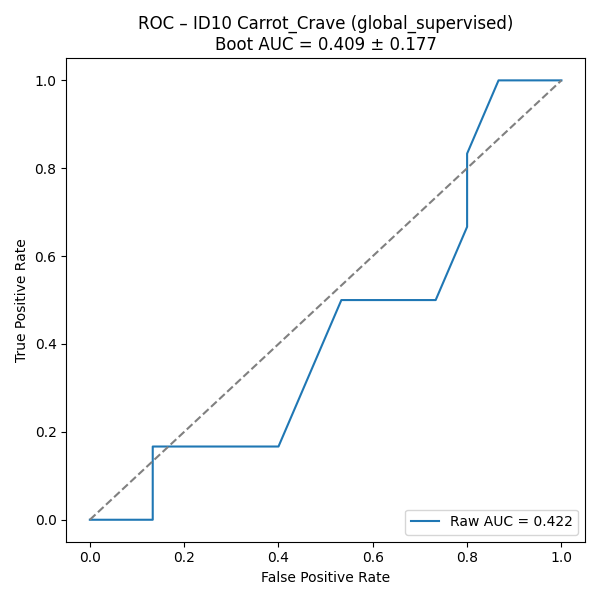 ROC – ID10 Carrot_Crave (global_supervised)
Boot AUC = 0.409 ± 0.177
True Positive Rate
1.0
0.8
0.6
0.4
0.2
0.0
Raw AUC = 0.422
0.0 0.2 0.4 0.6 0.8 1.0
False Positive Rate